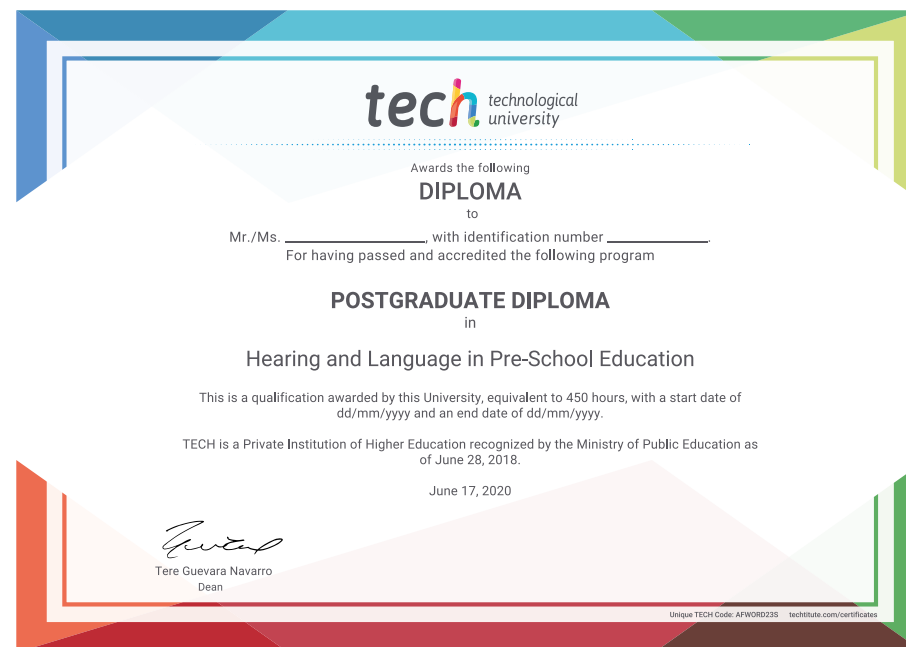 tech technological
university
Awards the following
DIPLOMA
to
Mr./Ms. ____________________, with identification number ______________.
For having passed and accredited the following program
POSTGRADUATE DIPLOMA
in
Hearing and Language in Pre-School Education
This is a qualification awarded by this University, equivalent to 450 hours, with a start date of
dd/mm/yyyy and an end date of dd/mm/yyyy.
TECH is a Private Institution of Higher Education recognized by the Ministry of Public Education as
of June 28, 2018.
June 17, 2020
Tere Guevara Navarro
Dean
Unique TECH Code: AFWORD23S techtitute.com/certificates